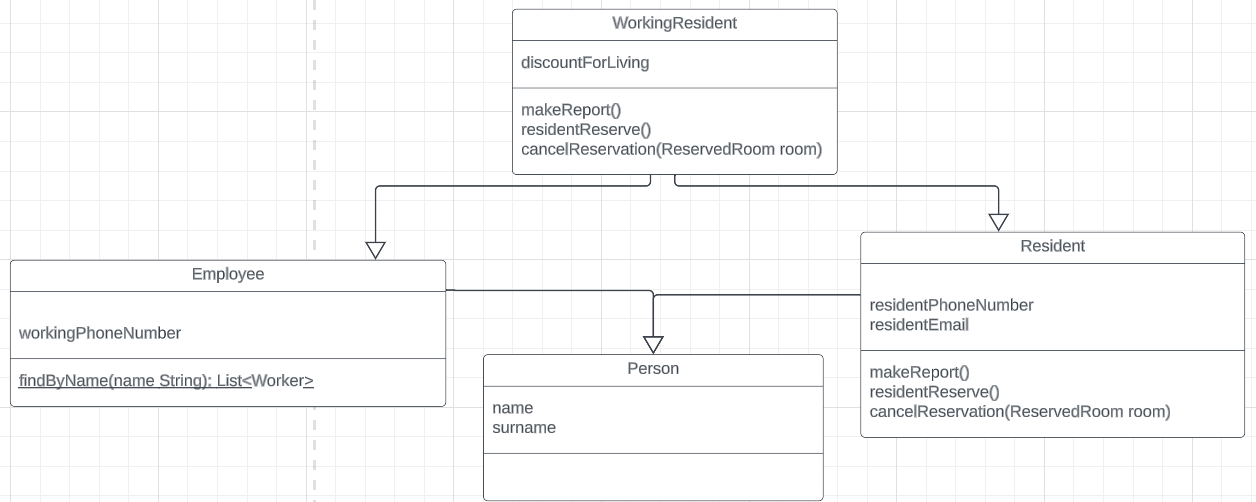 WorkingResident
discountForLiving
makeReport()
residentReserve()
cancelReservation(ReservedRoom room)
Employee
workingPhoneNumber
findByName(name String): List<Worker>
Person
name
surname
Resident
residentPhoneNumber
residentEmail
makeReport()
residentReserve()
cancelReservation(ReservedRoom room)